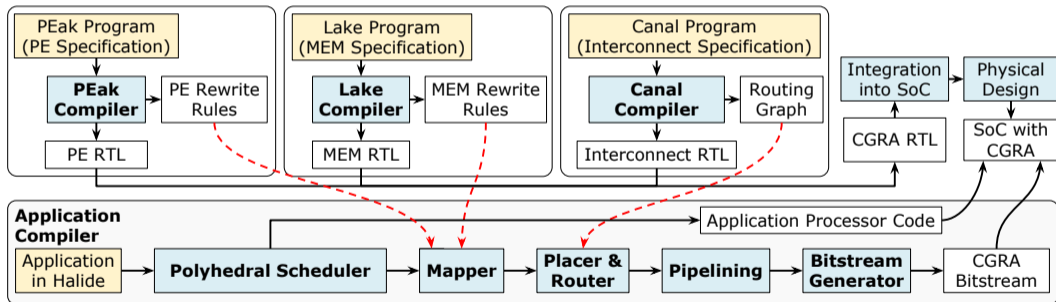 PEak Program
(PE Specification)
PEak
Compiler
PE Rewrite
Rules
PE RTL
Lake Program
(MEM Specification)
Lake
Compiler
MEM Rewrite
Rules
MEM RTL
Canal Program
(Interconnect Specification)
Canal
Compiler
Routing
Graph
Interconnect RTL
Integration
into SoC
Physical
Design
CGRA RTL
SoC with
CGRA
Application
Compiler
Application Processor Code
Application
in Halide
Polyhedral Scheduler
Mapper
Placer &
Router
Pipelining
Bitstream
Generator
CGRA
Bitstream